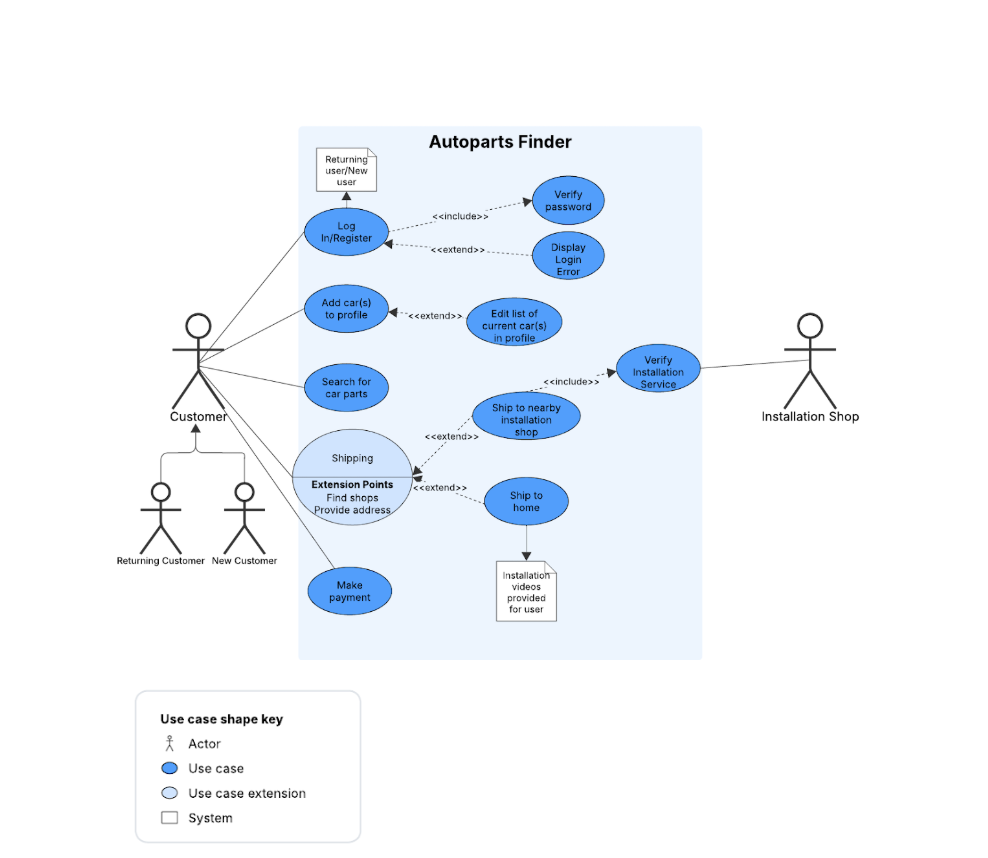 Autoparts Finder
Returning
user/New
user
Log
In/Register
<<include>>
Verify
password
<<extend>>
Display
Login
Error
Add car(s)
to profile
<<extend>>
Edit list of
current car(s)
in profile
Search for
car parts
<<include>>
Verify
Installation
Service
Ship to nearby
installation
shop
<<extend>>
Customer
Installation Shop
Shipping
Extension Points
Find shops
Provide address
<<extend>>
Ship to
home
Returning Customer
New Customer
Make
payment
Installation
videos
provided
for user
Use case shape key
Actor
Use case
Use case extension
System